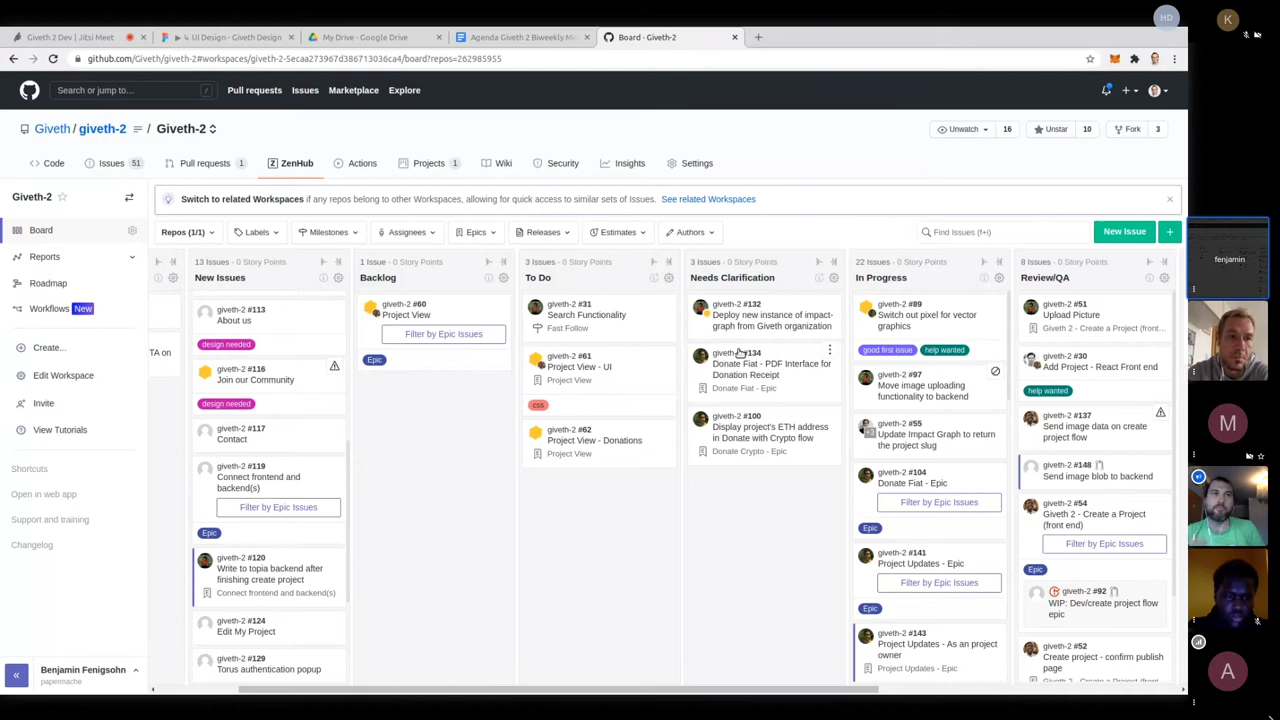 HD
K
Giveth 2 Dev | Jitsi Meet
▶ ↳ UI Design - Giveth Design
My Drive - Google Drive
Agenda Giveth 2 Biweekly M
Board · Giveth-2
github.com/Giveth/giveth-2#workspaces/giveth-2-5ecaa273967d386713036ca4/board?repos=262985955
Search or jump to...
/
Pull requests
Issues
Marketplace
Explore
Giveth / giveth-2
/ Giveth-2
Unwatch
16
Unstar
10
Fork
3
Code
Issues 51
Pull requests 1
ZenHub
Actions
Projects 1
Wiki
Security
Insights
Settings
Giveth-2
Board
Reports
Roadmap
Workflows New
Create...
Edit Workspace
Invite
View Tutorials
Shortcuts
Open in web app
Support and training
Changelog
Benjamin Fenigsohn
papermache
Switch to related Workspaces if any repos belong to other Workspaces, allowing for quick access to similar sets of Issues. See related Workspaces
Repos (1/1)
Labels
Milestones
Assignees
Epics
Releases
Estimates
Authors
Find Issues (f+i)
New Issue
TA on
13 Issues · 0 Story Points
New Issues
giveth-2 #113
About us
design needed
giveth-2 #116
Join our Community
design needed
giveth-2 #117
Contact
giveth-2 #119
Connect frontend and
backend(s)
Filter by Epic Issues
Epic
giveth-2 #120
Write to topia backend after
finishing create project
Connect frontend and backend(s)
giveth-2 #124
Edit My Project
giveth-2 #129
Torus authentication popup
1 Issue · 0 Story Points
Backlog
giveth-2 #60
Project View
Filter by Epic Issues
Epic
3 Issues · 0 Story Points
To Do
giveth-2 #31
Search Functionality
Fast Follow
giveth-2 #61
Project View - UI
Project View
css
giveth-2 #62
Project View - Donations
Project View
3 Issues · 0 Story Points
Needs Clarification
giveth-2 #132
Deploy new instance of impact-
graph from Giveth organization
#134
Donate Fiat - PDF Interface for
Donation Receipt
Donate Fiat - Epic
giveth-2 #100
Display project's ETH address
in Donate with Crypto flow
Donate Crypto - Epic
22 Issues · 0 Story Points
In Progress
giveth-2 #89
Switch out pixel for vector
graphics
good first issue
help wanted
giveth-2 #97
Move image uploading
functionality to backend
giveth-2 #55
Update Impact Graph to return
the project slug
giveth-2 #104
Donate Fiat - Epic
Filter by Epic Issues
Epic
giveth-2 #141
Project Updates - Epic
Filter by Epic Issues
Epic
giveth-2 #143
Project Updates - As an project
owner
Project Updates - Epic
8 Issues · 0 Story Points
Review/QA
giveth-2 #51
Upload Picture
Giveth 2 - Create a Project (front...
giveth-2 #30
Add Project - React Front end
help wanted
giveth-2 #137
Send image data on create
project flow
giveth-2 #148
Send image blob to backend
giveth-2 #54
Giveth 2 - Create a Project
(front end)
Filter by Epic Issues
Epic
giveth-2 #92
WIP: Dev/create project flow
epic
giveth-2 #52
Create project - confirm publish
page
Giveth 2 - Create a Project (front...
fenjamin
M
A